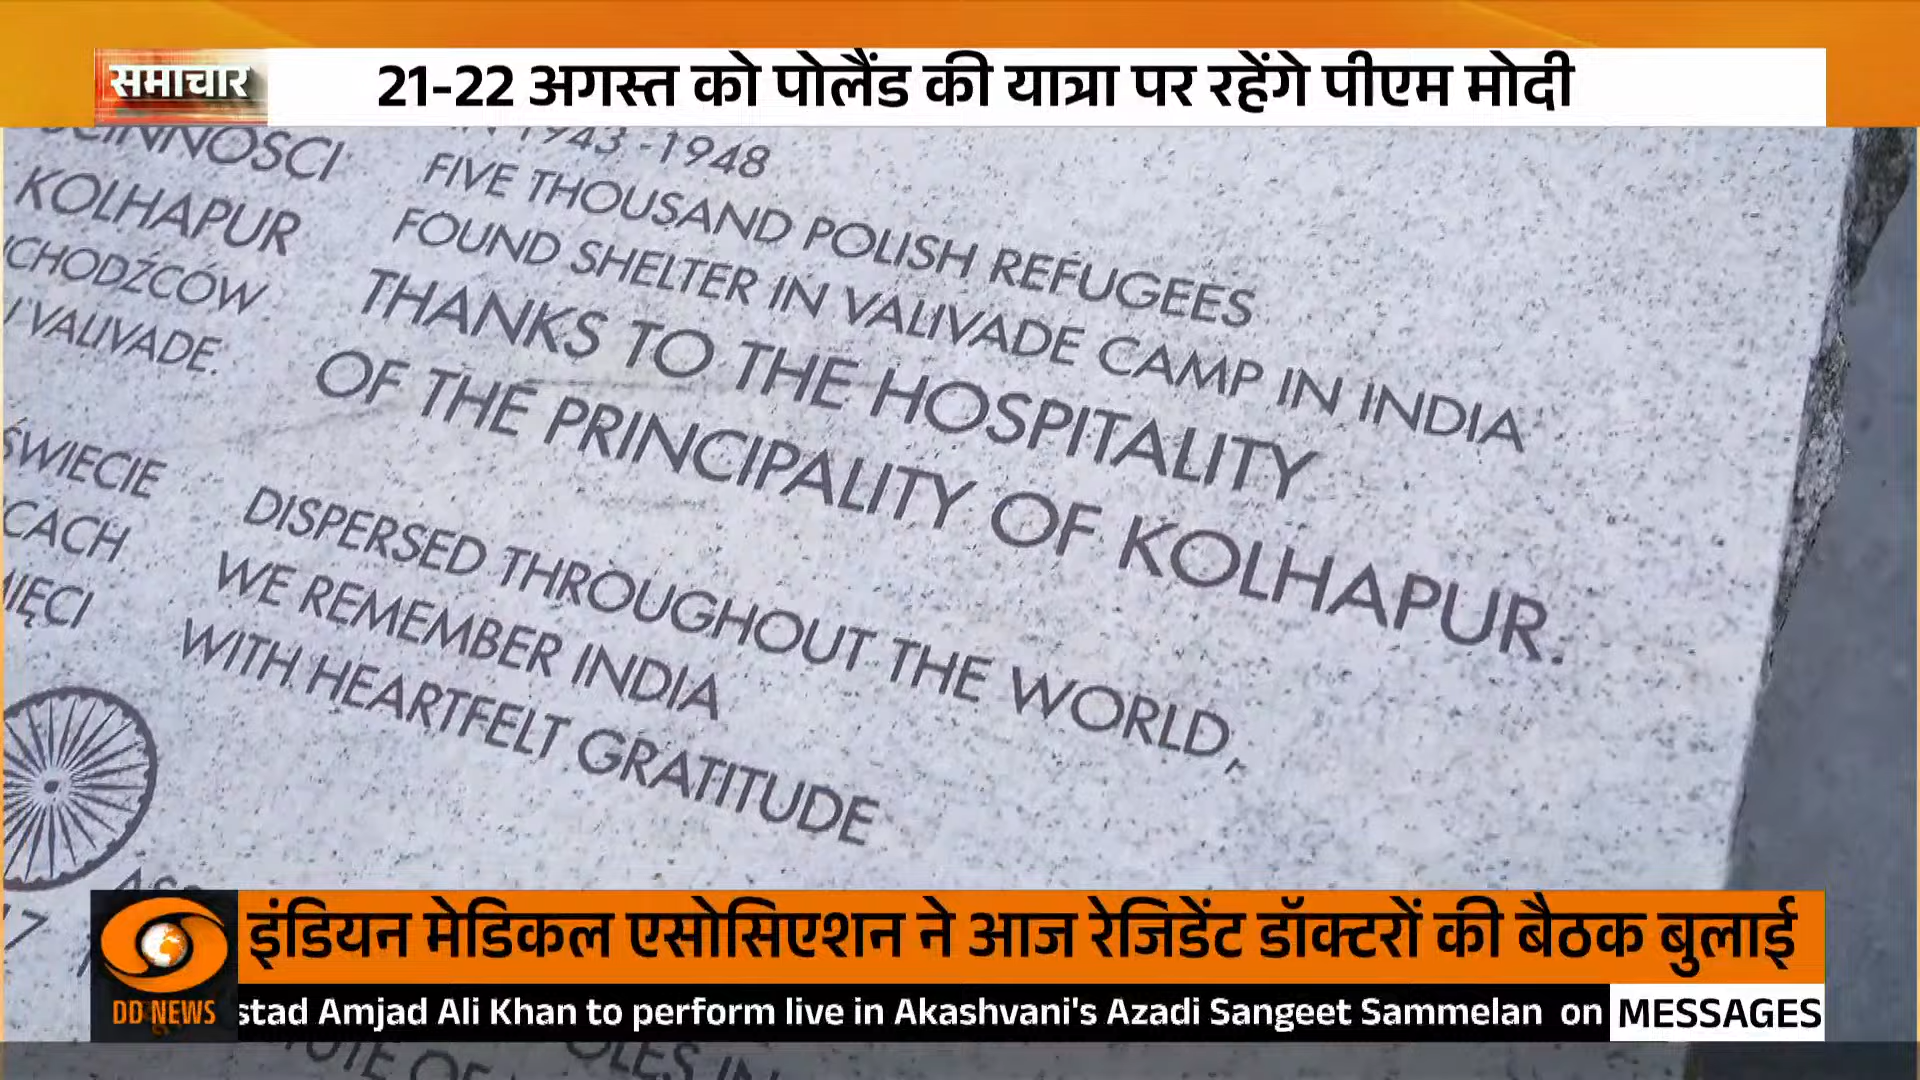 समाचार
21-22 अगस्त को पोलैंड की यात्रा पर रहेंगे पीएम मोदी
KOLHAPUR
VALIVADE.
ŚWIECIE
1943 -1948
FIVE THOUSAND POLISH REFUGEES
FOUND SHELTER IN VALIVADE CAMP IN INDIA
THANKS TO THE HOSPITALITY
OF THE PRINCIPALITY OF KOLHAPUR.
DISPERSED THROUGHOUT THE WORLD,
WE REMEMBER INDIA
WITH HEARTFELT GRATITUDE
इंडियन मेडिकल एसोसिएशन ने आज रेजिडेंट डॉक्टरों की बैठक बुलाई
DD NEWS
stad Amjad Ali Khan to perform live in Akashvani's Azadi Sangeet Sammelan on
MESSAGES